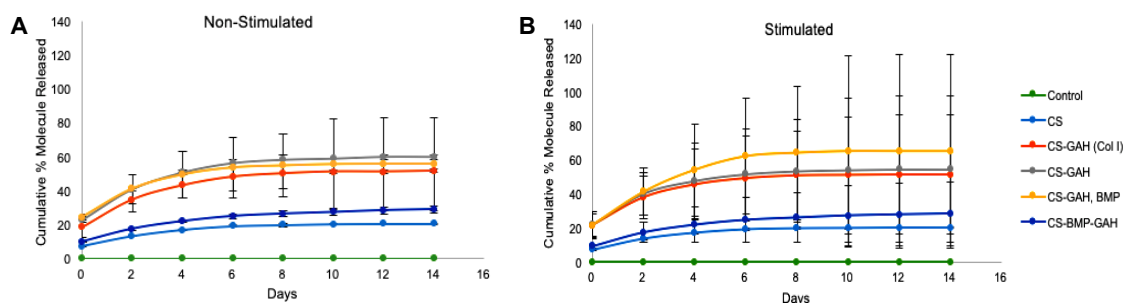 A
Non-Stimulated
Cumulative % Molecule Released
140
120
100
80
60
40
20
0
0 2 4 6 8 10 12 14 16
Days
B
Stimulated
Cumulative % Molecule Released
140
120
100
80
60
40
20
0
0 2 4 6 8 10 12 14 16
Days
Control
CS
CS-GAH (Col I)
CS-GAH
CS-GAH, BMP
CS-BMP-GAH